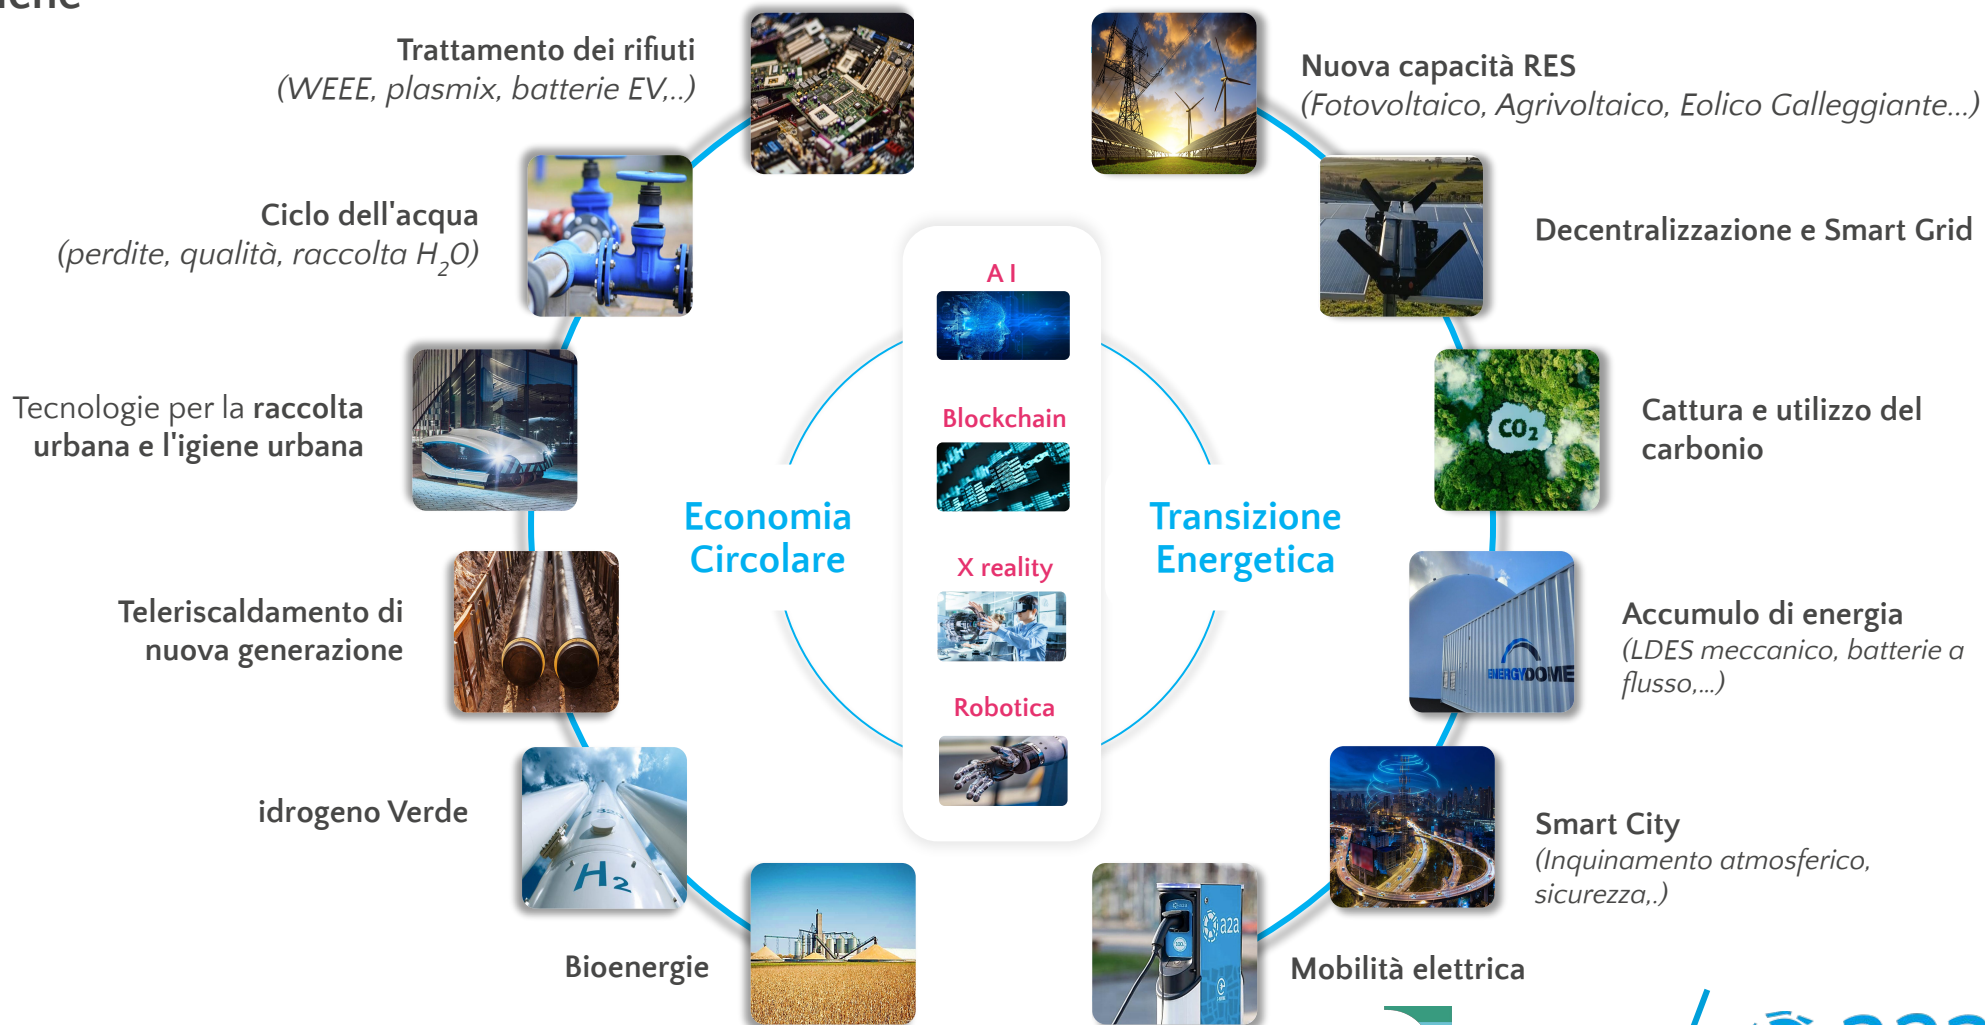 Trattamento dei rifiuti
(WEEE, plasmix, batterie EV,..)
Ciclo dell'acqua
(perdite, qualità, raccolta H₂0)
Tecnologie per la raccolta
urbana e l'igiene urbana
Teleriscaldamento di
nuova generazione
idrogeno Verde
H₂
Bioenergie
Economia
Circolare
AI
Blockchain
X reality
Robotica
Transizione
Energetica
Nuova capacità RES
(Fotovoltaico, Agrivoltaico, Eolico Galleggiante...)
Decentralizzazione e Smart Grid
CO₂
Cattura e utilizzo del
carbonio
ENERGYDOME
Accumulo di energia
(LDES meccanico, batterie a
flusso,...)
Smart City
(Inquinamento atmosferico,
sicurezza,.)
a2a
Mobilità elettrica
a2a